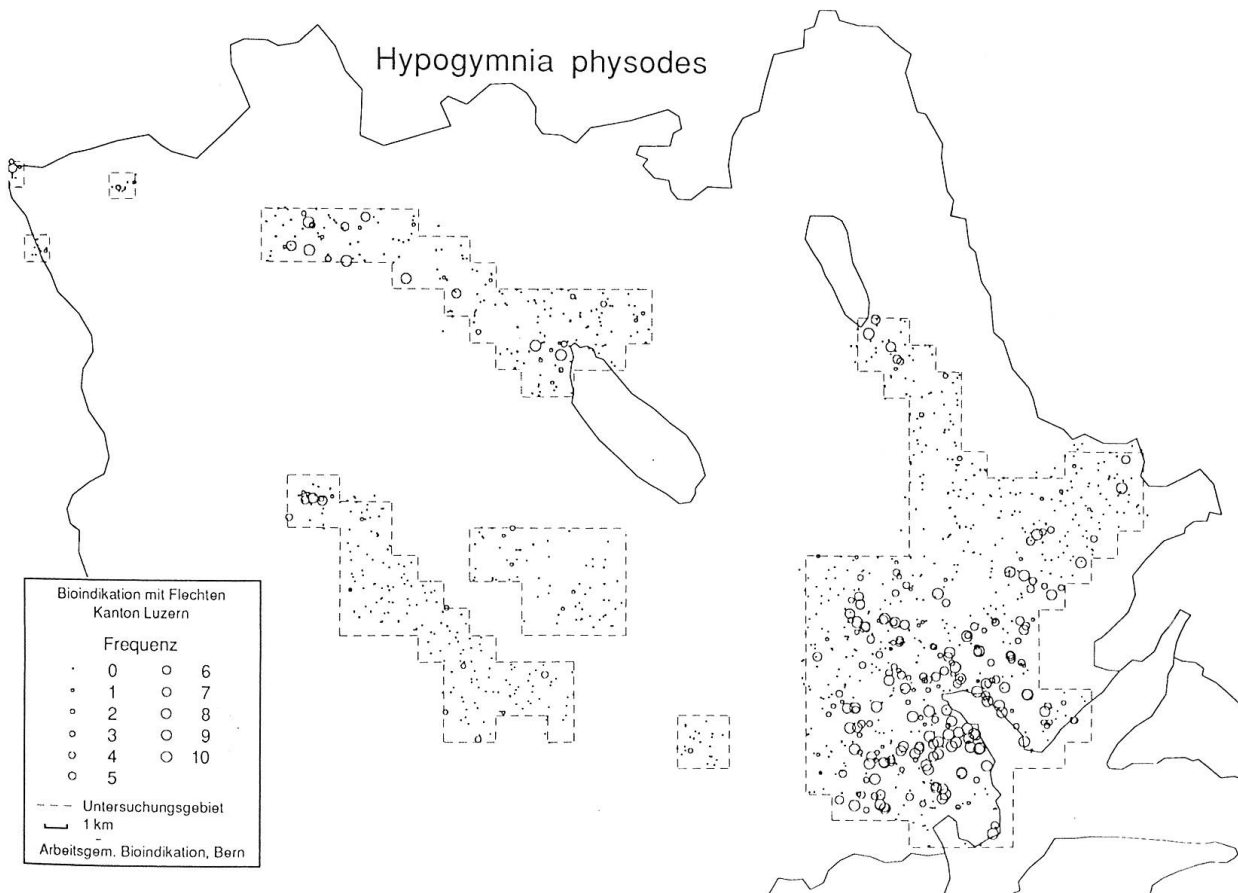 Hypogymnia physodes
Bioindikation mit Flechten
Kanton Luzern
Frequenz
0 6
1 7
2 8
3 9
4 10
5
Untersuchungsgebiet
1 km
Arbeitsgem. Bioindikation, Bern